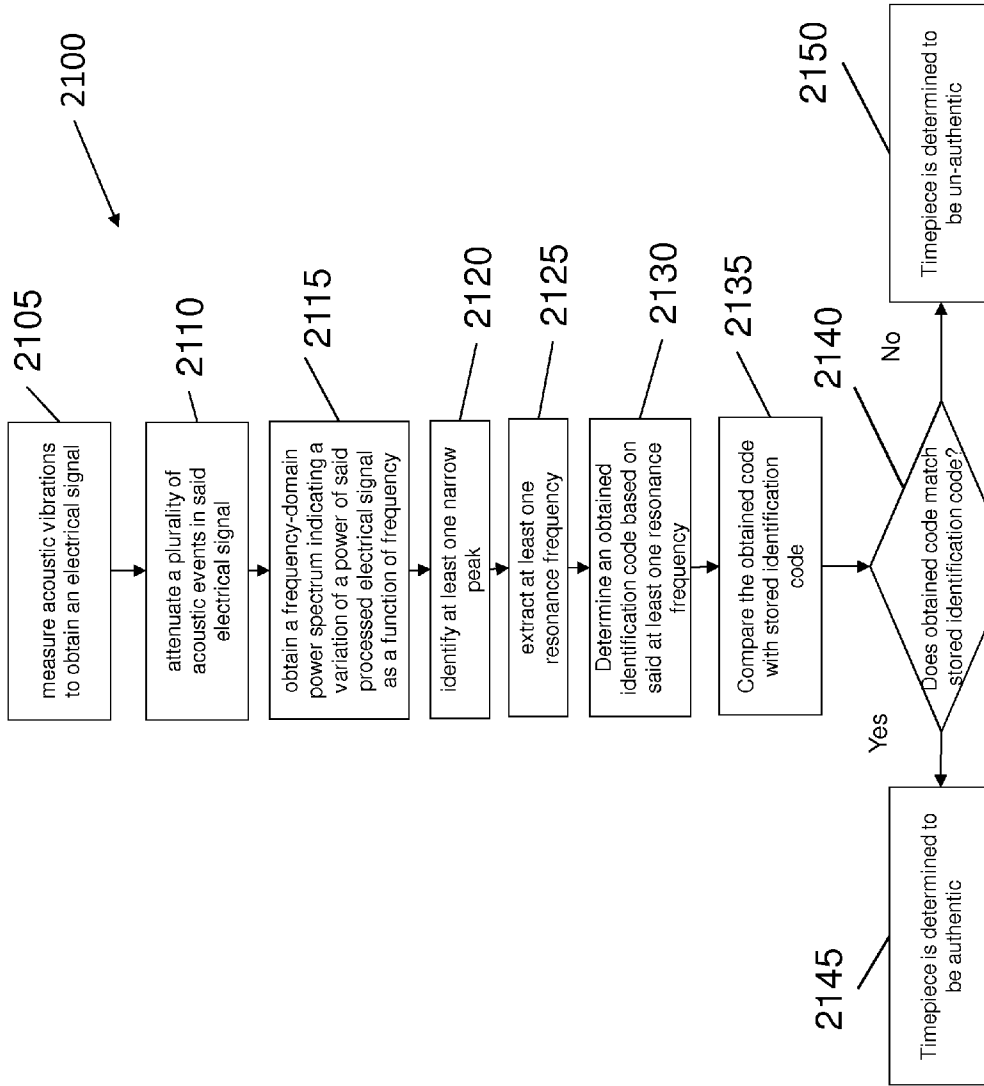 2100
2105
measure acoustic vibrations
to obtain an electrical signal
2110
attenuate a plurality of
acoustic events in said
electrical signal
2115
obtain a frequency-domain
power spectrum indicating a
variation of a power of said
processed electrical signal
as a function of frequency
2120
identify at least one narrow
peak
2125
extract at least one
resonance frequency
2130
Determine an obtained
identification code based on
said at least one resonance
frequency
2135
Compare the obtained code
with stored identification
code
2140
Does obtained code match
stored identification code?
Yes
No
2145
Timepiece is determined to
be authentic
2150
Timepiece is determined to
be un-authentic